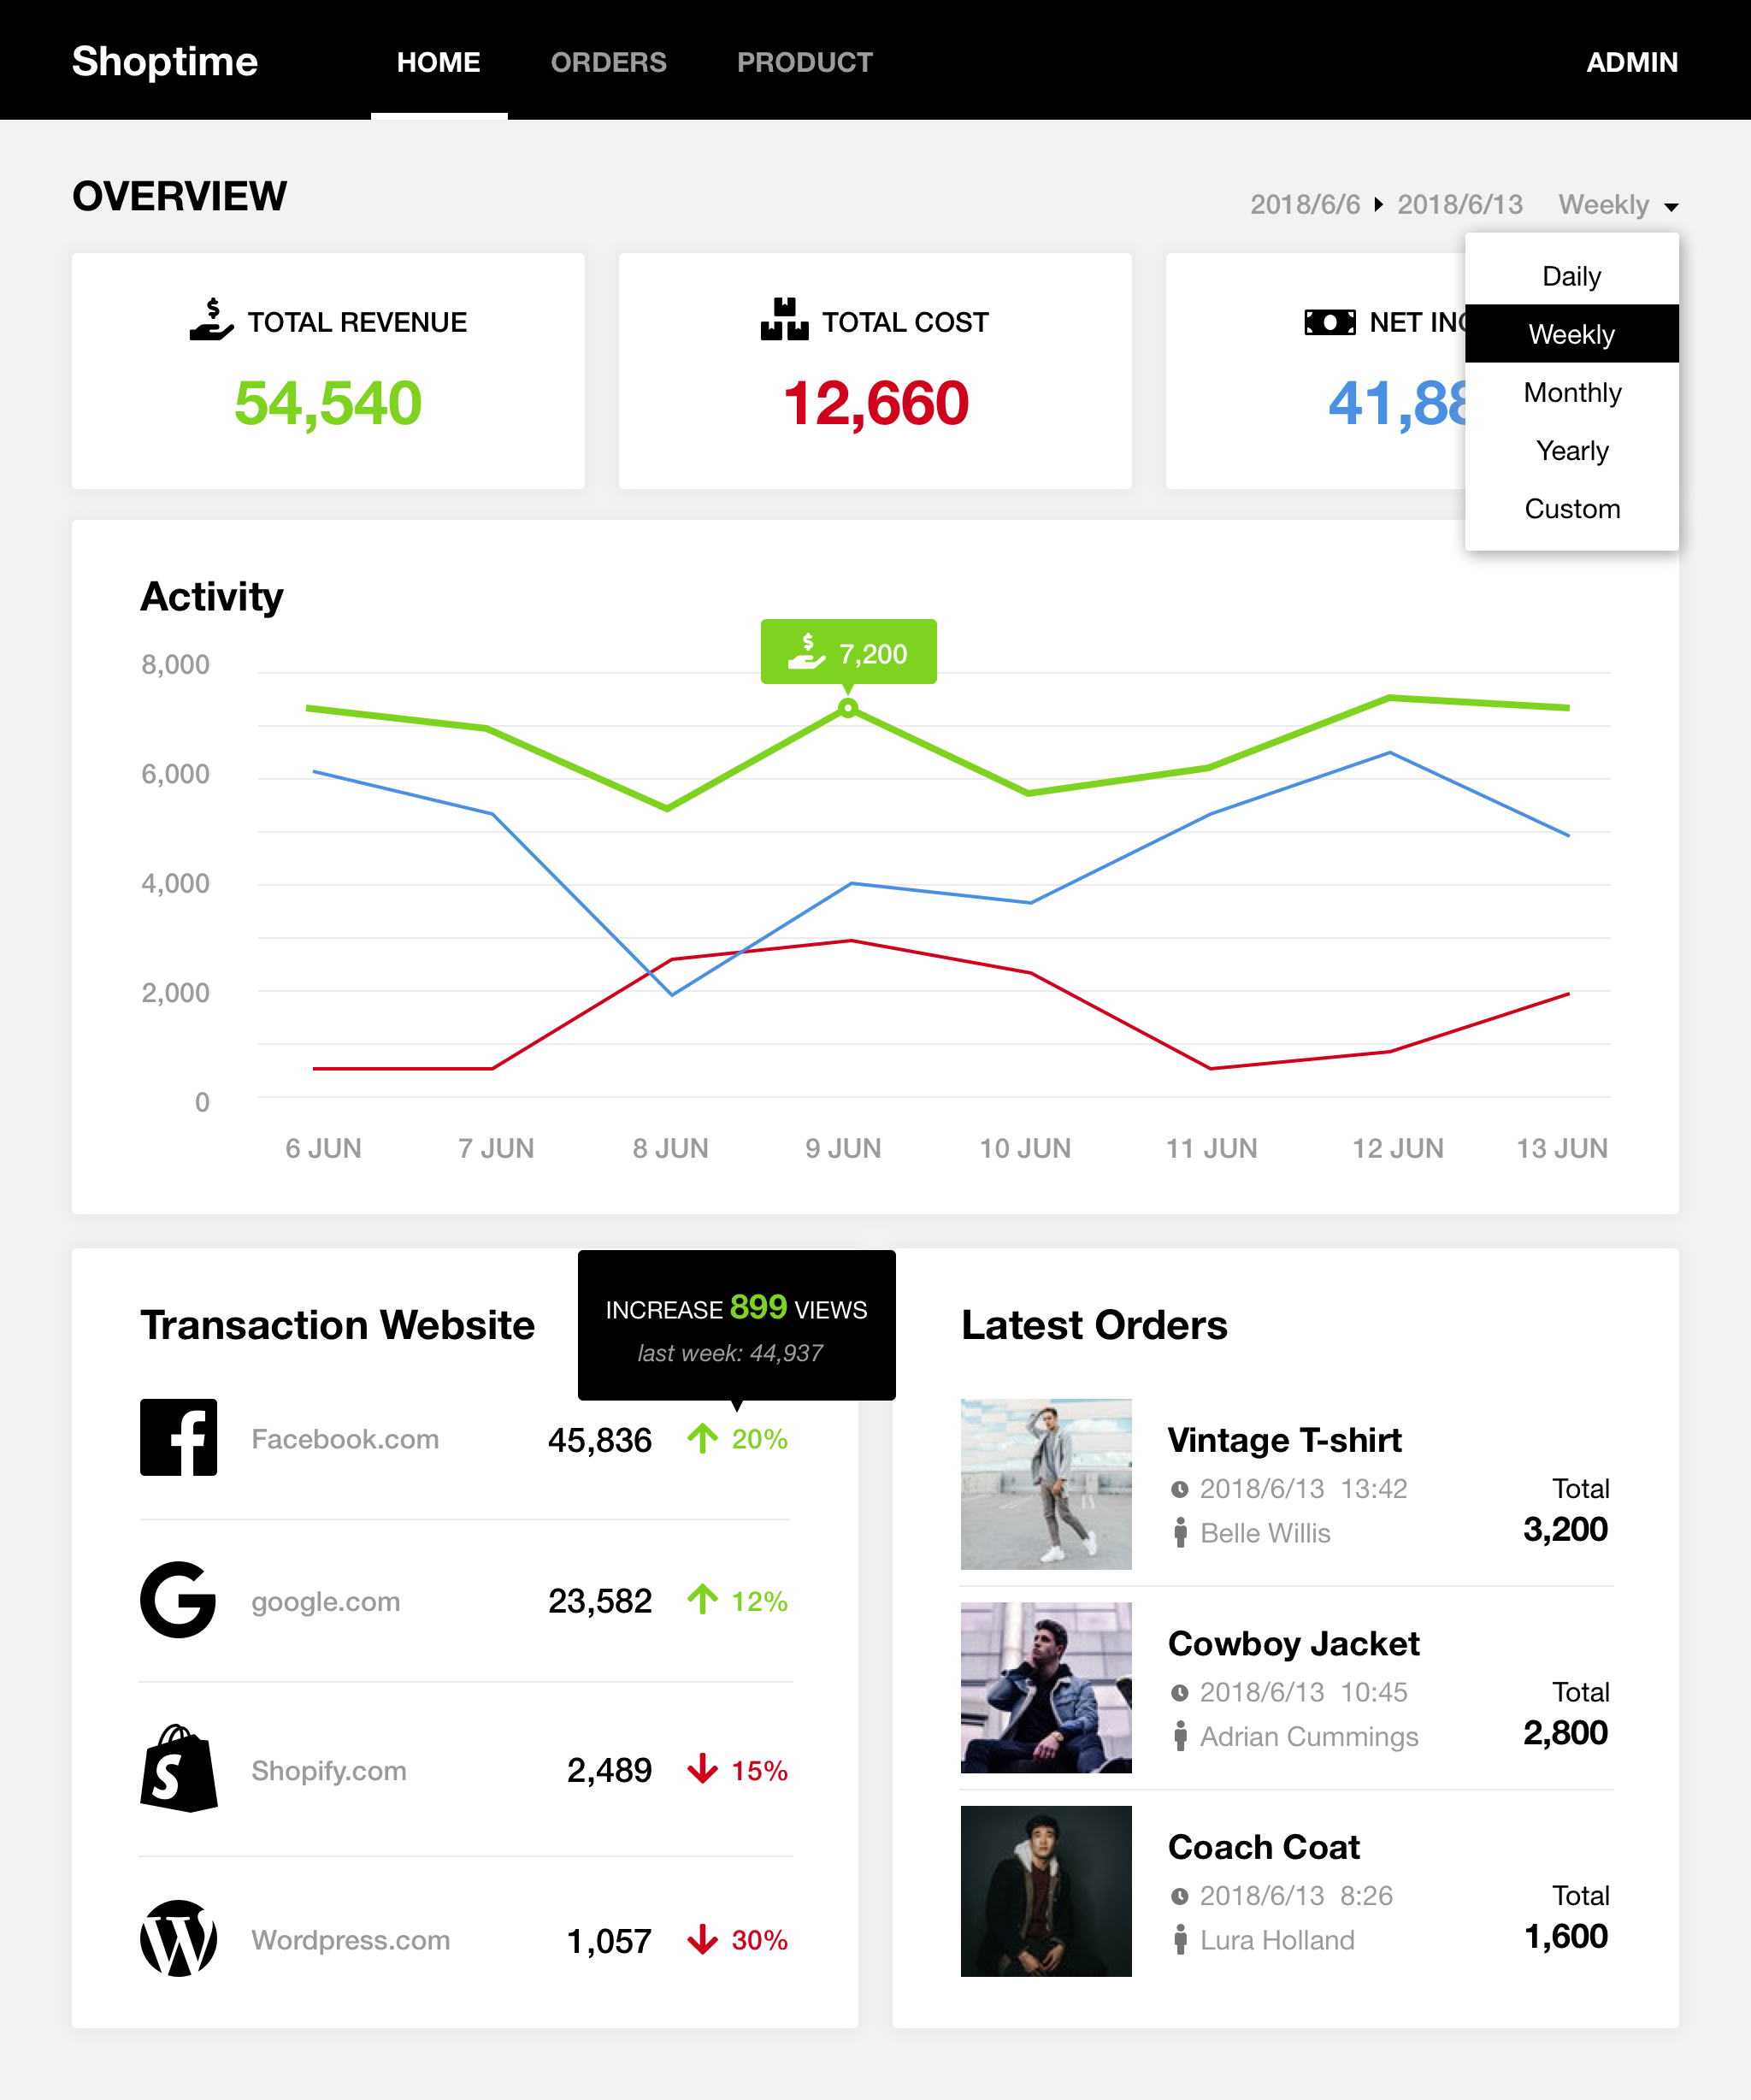 Shoptime HOME ORDERS PRODUCT ADMIN
OVERVIEW
2018/6/6 2018/6/13 Weekly
Daily
Weekly
Monthly
Yearly
Custom
TOTAL REVENUE
54,540
TOTAL COST
12,660
NET
41,8
Activity
7,200
8,000
6,000
4,000
2,000
0
6 JUN 7 JUN 8 JUN 9 JUN 10 JUN 11 JUN 12 JUN 13 JUN
Transaction Website
INCREASE 899 VIEWS
last week: 44,937
Facebook.com 45,836 20%
google.com 23,582 12%
Shopify.com 2,489 15%
Wordpress.com 1,057 30%
Latest Orders
Vintage T-shirt
2018/6/13 13:42
Belle Willis
Total
3,200
Cowboy Jacket
2018/6/13 10:45
Adrian Cummings
Total
2,800
Coach Coat
2018/6/13 8:26
Lura Holland
Total
1,600